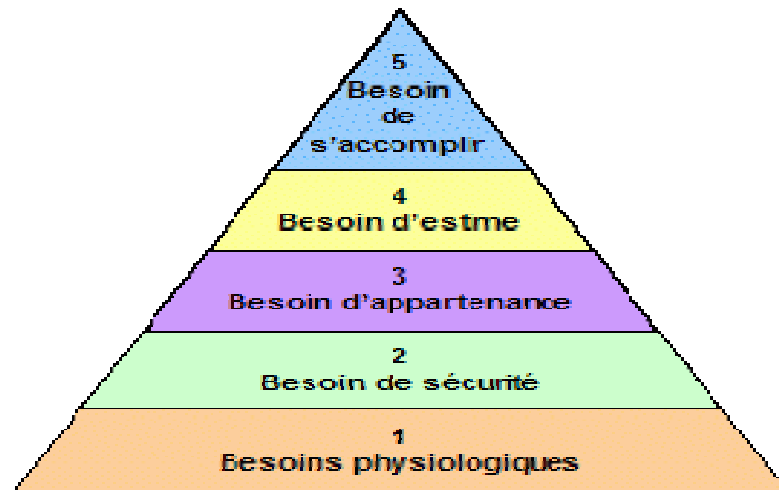 5
Besoin
de
s'accomplir
4
Besoin d'estme
3
Besoin d'appartenance
2
Besoin de sécurité
1
Besoins physiologiques